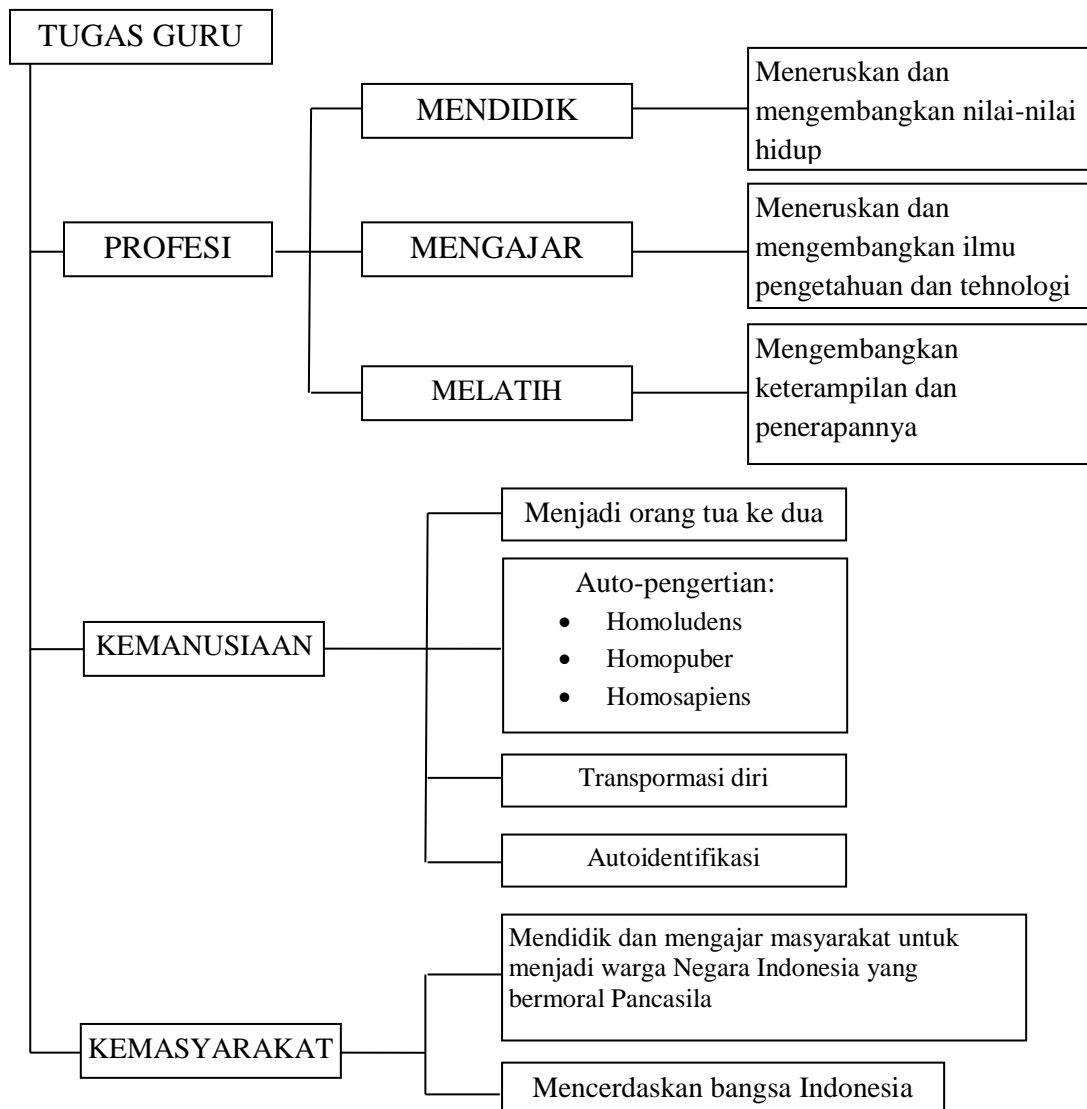 TUGAS GURU
MENDIDIK
Meneruskan dan
mengembangkan nilai-nilai
hidup
PROFESI
MENGAJAR
Meneruskan dan
mengembangkan ilmu
pengetahuan dan tehnologi
MELATIH
Mengembangkan
keterampilan dan
penerapannya
KEMANUSIAAN
Menjadi orang tua ke dua
Auto-pengertian:
• Homoludens
• Homopuber
• Homosapiens
Transpormasi diri
Autoidentifikasi
KEMASYARAKAT
Mendidik dan mengajar masyarakat untuk
menjadi warga Negara Indonesia yang
bermoral Pancasila
Mencerdaskan bangsa Indonesia